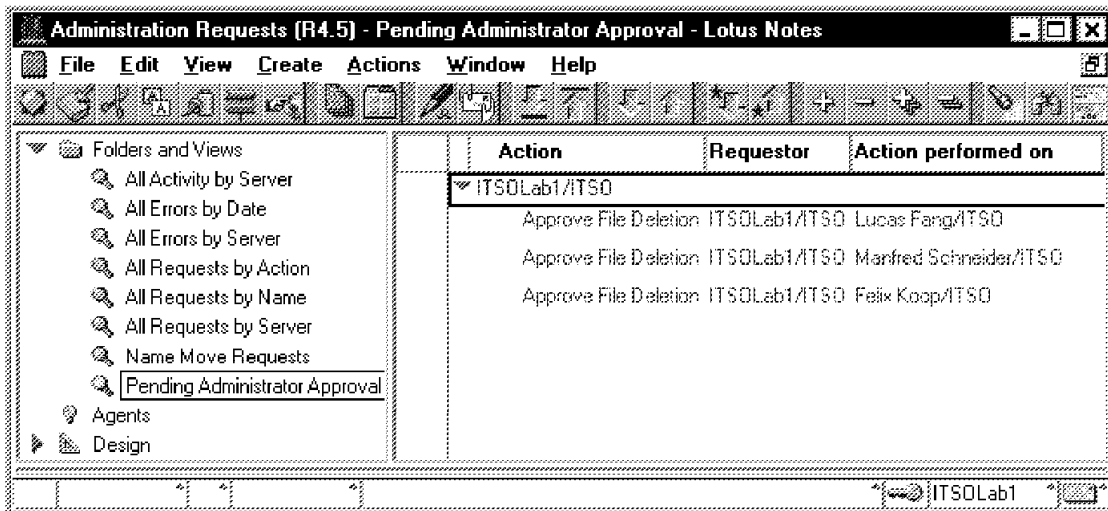 Administration Requests (R4.5) - Pending Administrator Approval - Lotus Notes
File Edit View Create Actions Window Help
Folders and Views
All Activity by Server
All Errors by Date
All Errors by Server
All Requests by Action
All Requests by Name
All Requests by Server
Name Move Requests
Pending Administrator Approval
Agents
Design
Action Requestor Action performed on
ITSOLab1/ITSO
Approve File Deletion ITSOLab1/ITSO Lucas Fang/ITSO
Approve File Deletion ITSOLab1/ITSO Manfred Schneider/ITSO
Approve File Deletion ITSOLab1/ITSO Felix Koop/ITSO
ITSOLab1